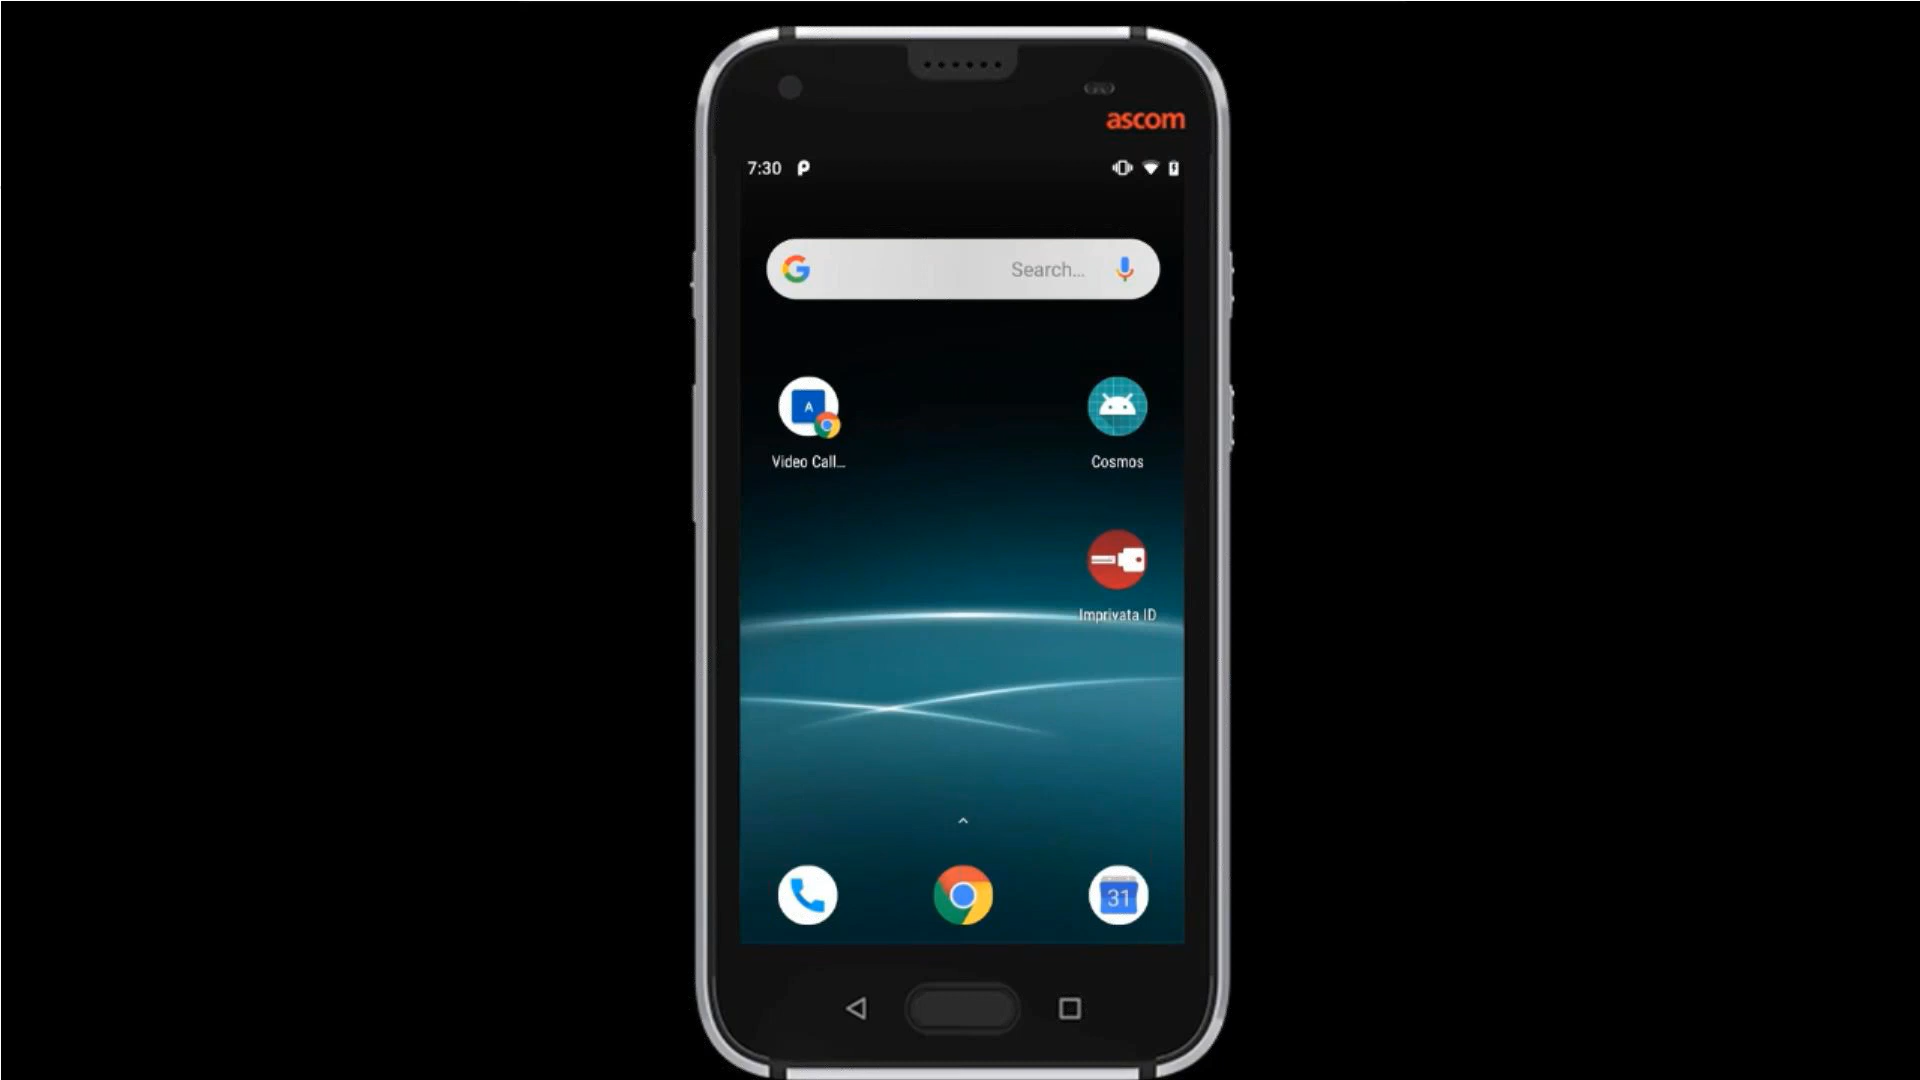 ascom
7:30
Search...
A
Video Call...
Cosmos
Imprivata ID
31